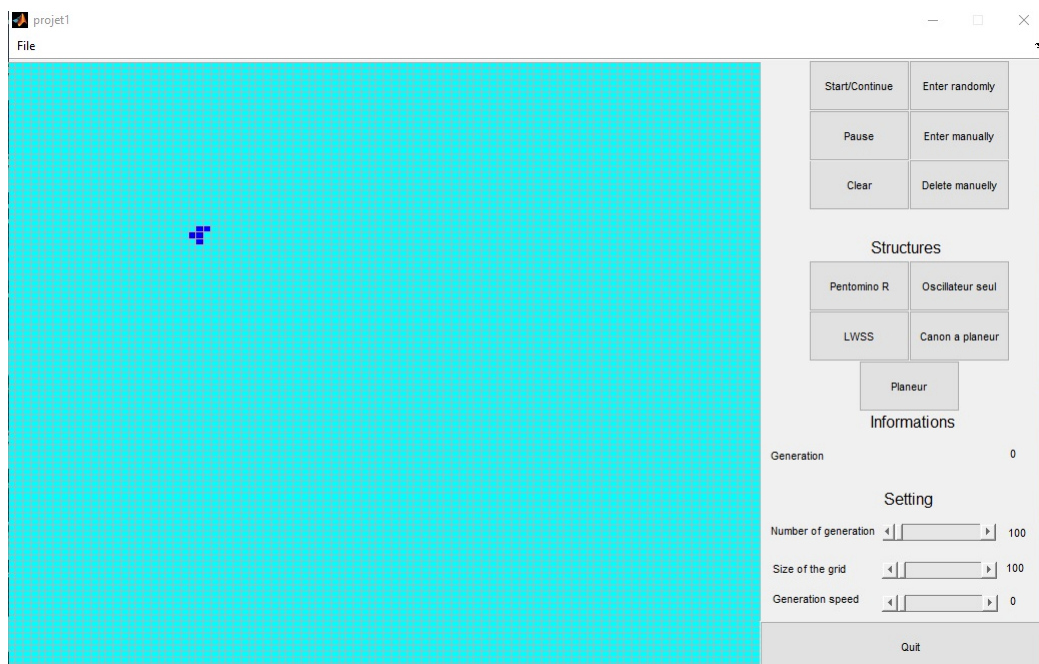 projet1
File
Start/Continue
Enter randomly
Pause
Enter manually
Clear
Delete manuelly
Structures
Pentomino R
Oscillateur seul
LWSS
Canon a planeur
Planeur
Informations
Generation 0
Setting
Number of generation 100
Size of the grid 100
Generation speed 0
Quit